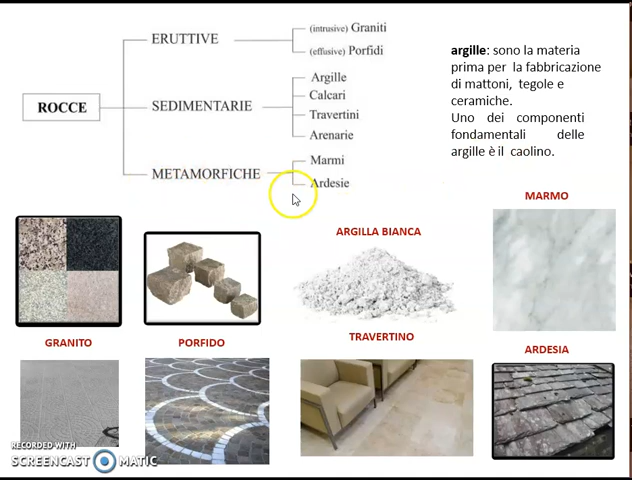 ROCCE
ERUTTIVE
(intrusive) Graniti
(effusive) Porfidi
SEDIMENTARIE
Argille
Calcari
Travertini
Arenarie
METAMORFICHE
Marmi
Ardesie
argille: sono la materia
prima per la fabbricazione
di mattoni, tegole e
ceramiche.
Uno dei componenti
fondamentali delle
argille è il caolino.
MARMO
ARGILLA BIANCA
GRANITO
PORFIDO
TRAVERTINO
ARDESIA
RECORDED WITH
SCREENCAST MATIC